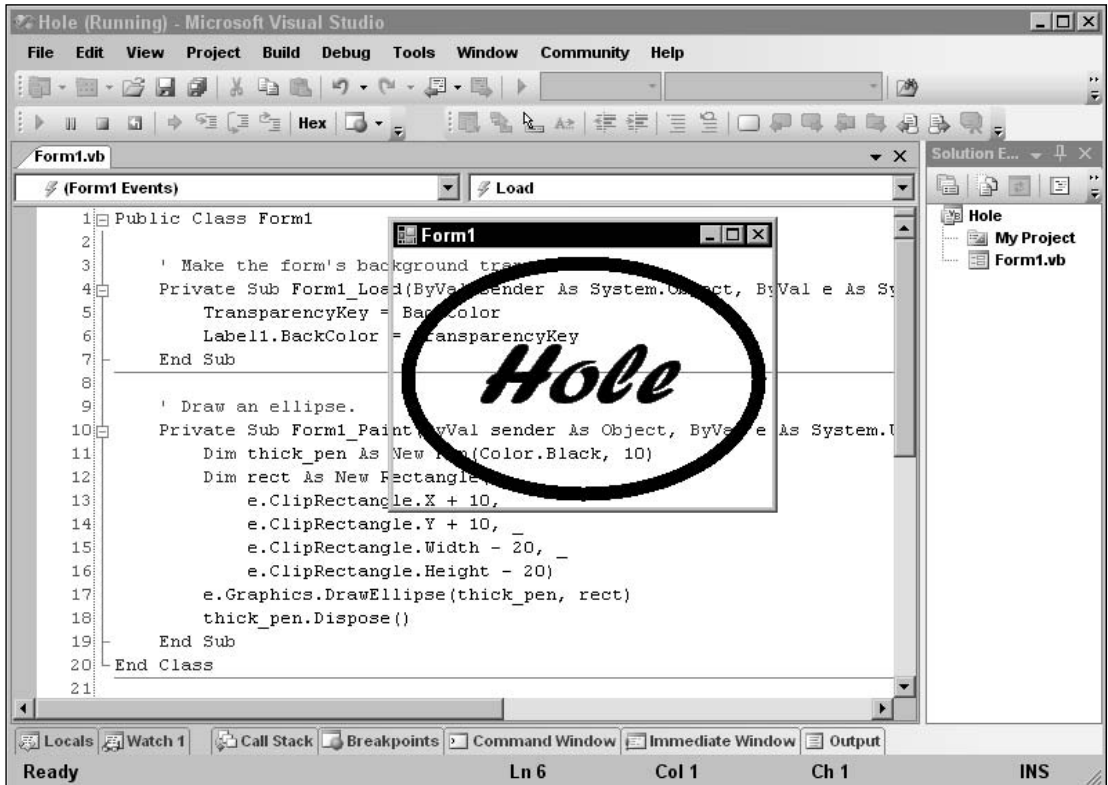 Hole (Running) - Microsoft Visual Studio
File Edit View Project Build Debug Tools Window Community Help
Hex
Form1.vb
Solution E...
(Form1 Events)
Load
Hole
My Project
Form1.vb
1 Public Class Form1
2
3 ' Make the form's background
4 Private Sub Form1_Load(ByVal sender As System.Object, ByVal e As Sy
5 TransparencyKey = BackColor
6 Label1.BackColor = TransparencyKey
7 End Sub
8
9 ' Draw an ellipse.
10 Private Sub Form1_Paint(ByVal sender As Object, ByVal e As System.
11 Dim thick_pen As New Pen(Color.Black, 10)
12 Dim rect As New Rectangle
13 e.ClipRectangle.X + 10,
14 e.ClipRectangle.Y + 10, _
15 e.ClipRectangle.Width - 20, _
16 e.ClipRectangle.Height - 20)
17 e.Graphics.DrawEllipse(thick_pen, rect)
18 thick_pen.Dispose()
19 End Sub
20 End Class
21
Form1
Hole
Locals Watch 1 Call Stack Breakpoints Command Window Immediate Window Output
Ready Ln 6 Col 1 Ch 1 INS